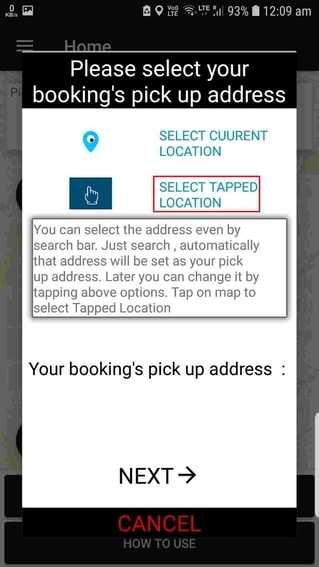 0
KB/s
Vo))
LTE
LTE
93%
12:09 am
Home
Please select your
booking's pick up address
SELECT CUURENT
LOCATION
SELECT TAPPED
LOCATION
You can select the address even by
search bar. Just search , automatically
that address will be set as your pick
up address. Later you can change it by
tapping above options. Tap on map to
select Tapped Location
Your booking's pick up address :
NEXT
CANCEL
HOW TO USE